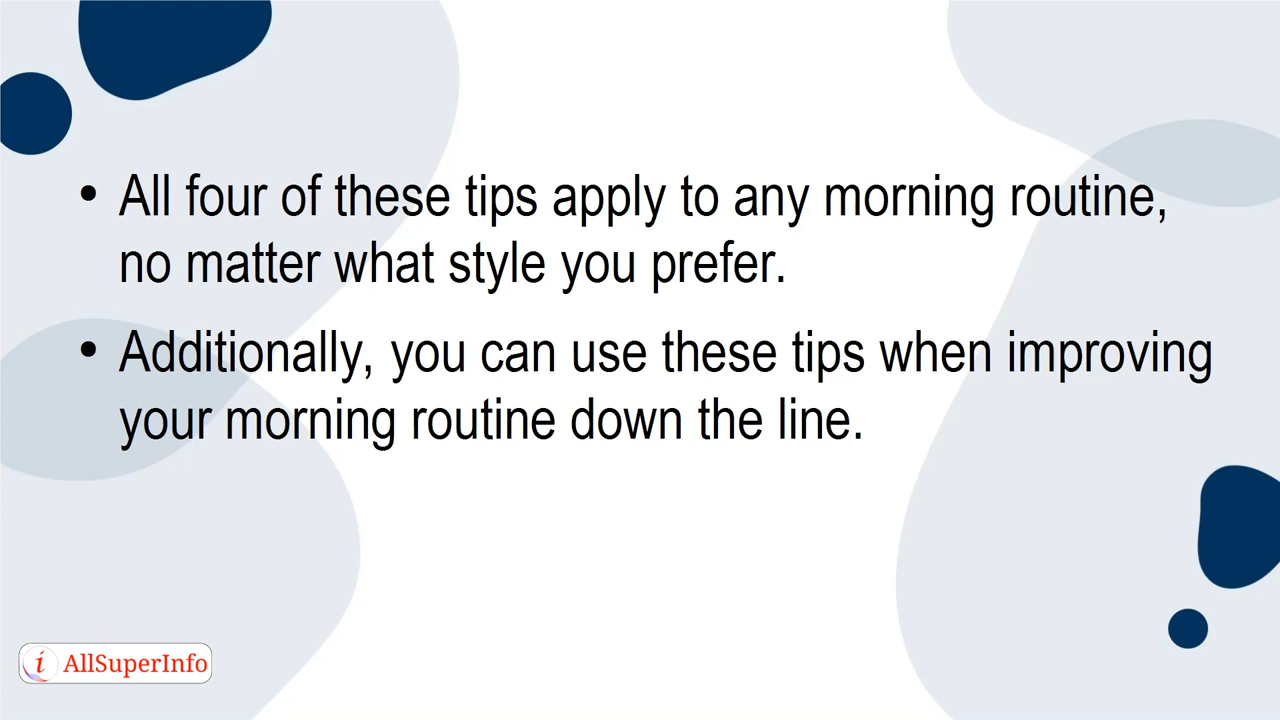 • All four of these tips apply to any morning routine,
no matter what style you prefer.
• Additionally, you can use these tips when improving
your morning routine down the line.
i AllSuperInfo